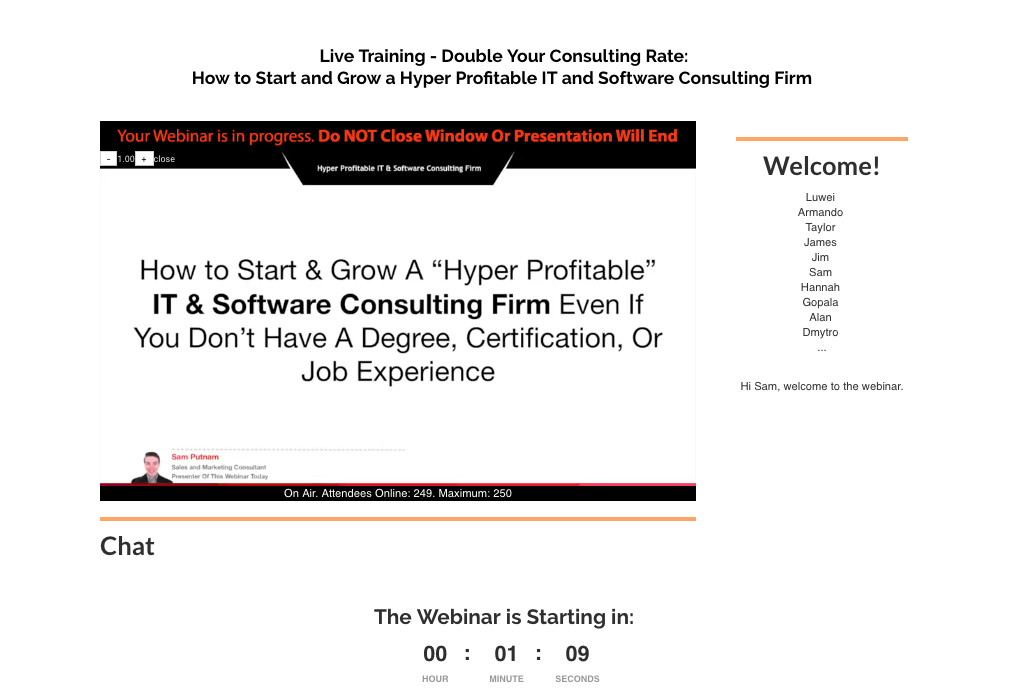 Live Training - Double Your Consulting Rate:
How to Start and Grow a Hyper Profitable IT and Software Consulting Firm
Your Webinar is in progress. Do NOT Close Window Or Presentation Will End
- 1.00 + close
Hyper Profitable IT & Software Consulting Firm
How to Start & Grow A “Hyper Profitable”
IT & Software Consulting Firm Even If
You Don’t Have A Degree, Certification, Or
Job Experience
Sam Putnam
Sales and Marketing Consultant
Presenter Of This Webinar Today
On Air. Attendees Online: 249. Maximum: 250
Welcome!
Luwei
Armando
Taylor
James
Jim
Sam
Hannah
Gopala
Alan
Dmytro
...
Hi Sam, welcome to the webinar.
Chat
The Webinar is Starting in:
00 : 01 : 09
HOUR MINUTE SECONDS